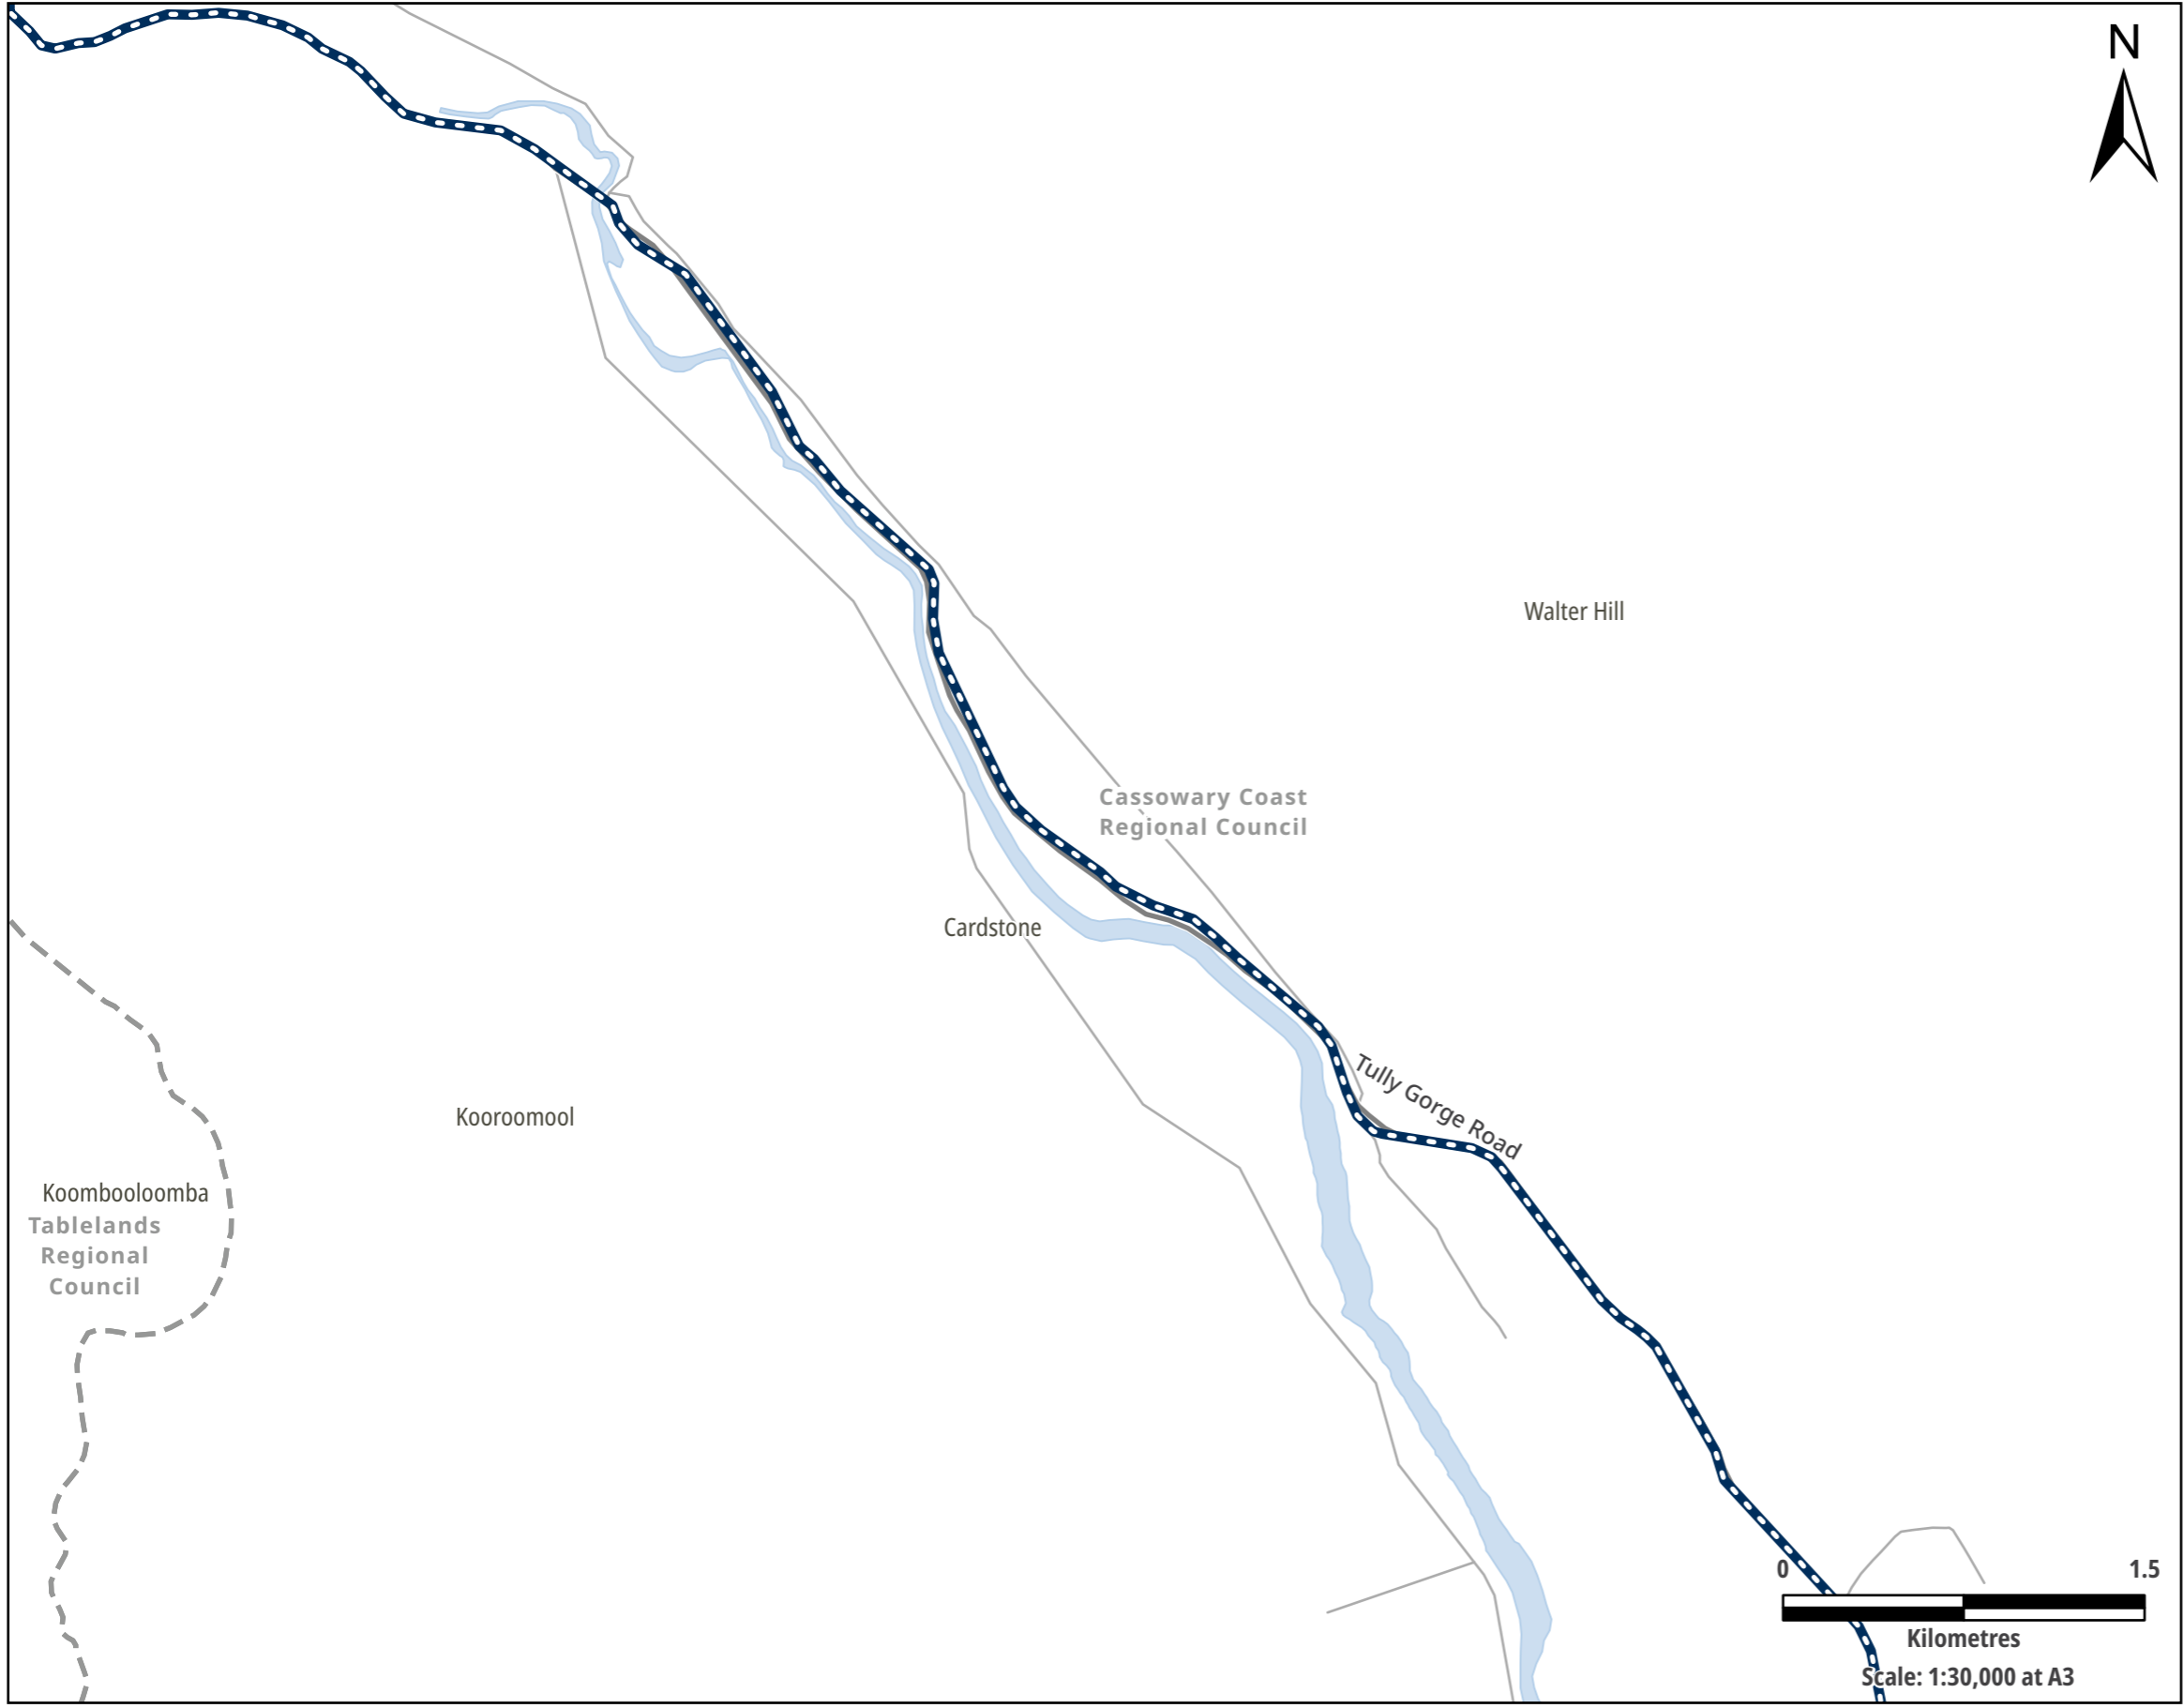 N
Walter Hill
Cassowary Coast
Regional Council
Cardstone
Tully Gorge Road
Kooroomool
Koombooloomba
Tablelands
Regional
Council
0 1.5
Kilometres
Scale: 1:30,000 at A3